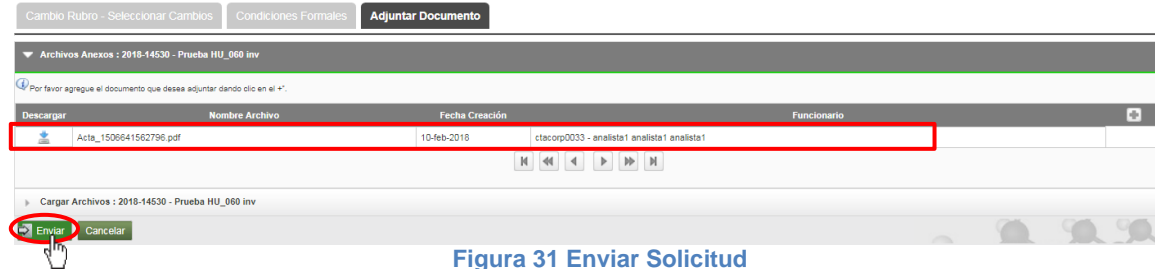 Cambio Rubro - Seleccionar Cambios Condiciones Formales Adjuntar Documento
Archivos Anexos : 2018-14530 - Prueba HU_060 inv
Por favor agregue el documento que desea adjuntar dando clic en el +".
Descargar Nombre Archivo Fecha Creación Funcionario
Acta_1506641562796.pdf 10-feb-2018 ctacorp0033 - analista1 analista1 analista1
Cargar Archivos : 2018-14530 - Prueba HU_060 inv
Enviar Cancelar
Figura 31 Enviar Solicitud